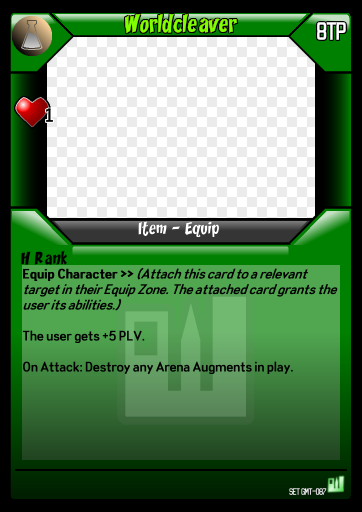 Worldcleaver
8TP
1
Item - Equip
H Rank
Equip Character >> (Attach this card to a relevant
target in their Equip Zone. The attached card grants the
user its abilities.)
The user gets +5 PLV.
On Attack: Destroy any Arena Augments in play.
SET GMT-087